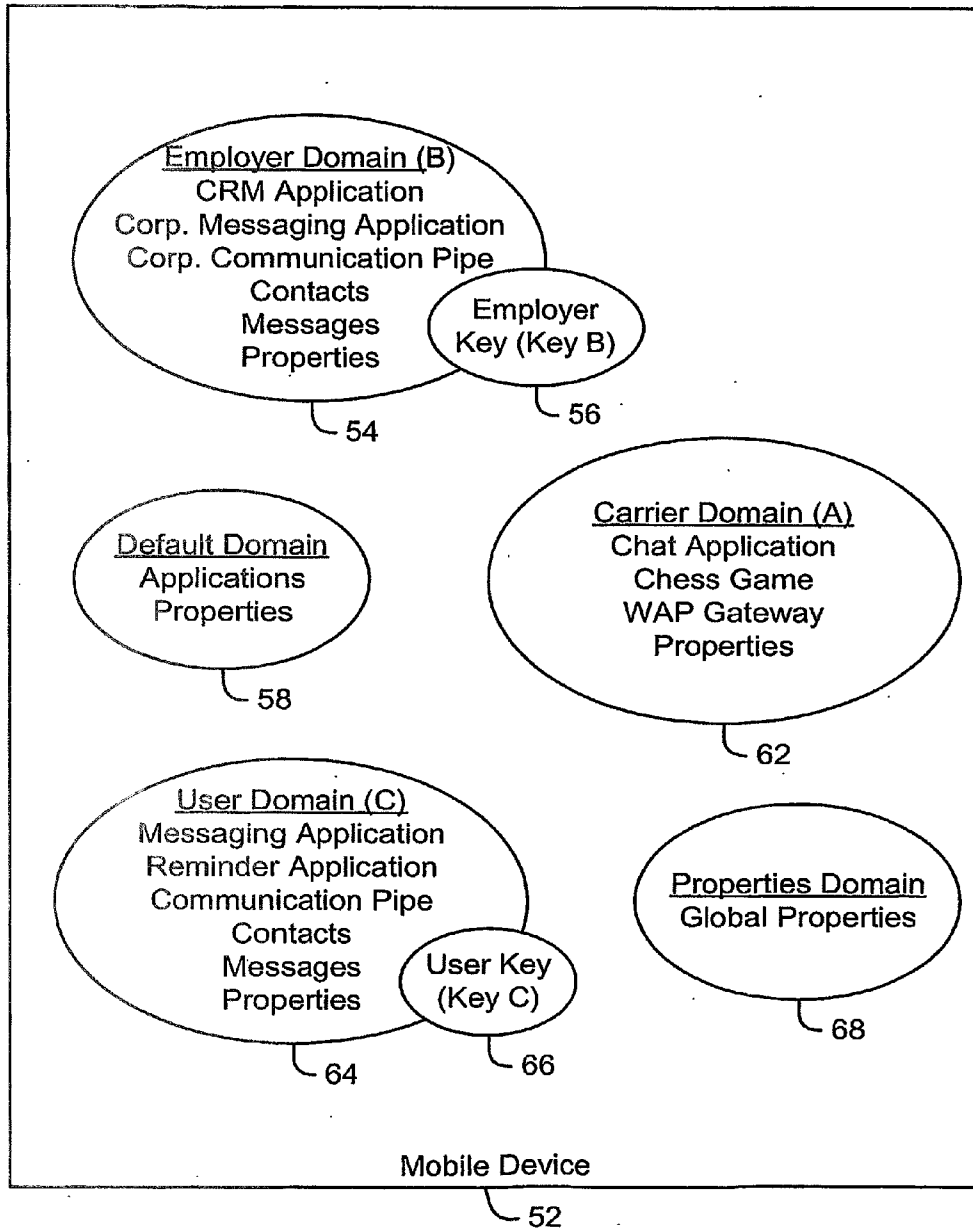 Employer Domain (B)
CRM Application
Corp. Messaging Application
Corp. Communication Pipe
Contacts
Messages
Properties
Employer
Key (Key B)
54
56
Default Domain
Applications
Properties
58
Carrier Domain (A)
Chat Application
Chess Game
WAP Gateway
Properties
62
User Domain (C)
Messaging Application
Reminder Application
Communication Pipe
Contacts
Messages
Properties
User Key
(Key C)
64
66
Properties Domain
Global Properties
68
Mobile Device
52